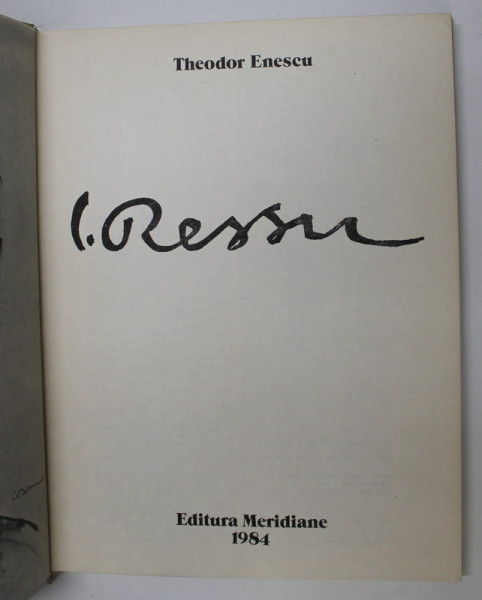 Theodor Enescu
C. Ressu
Editura Meridiane
1984